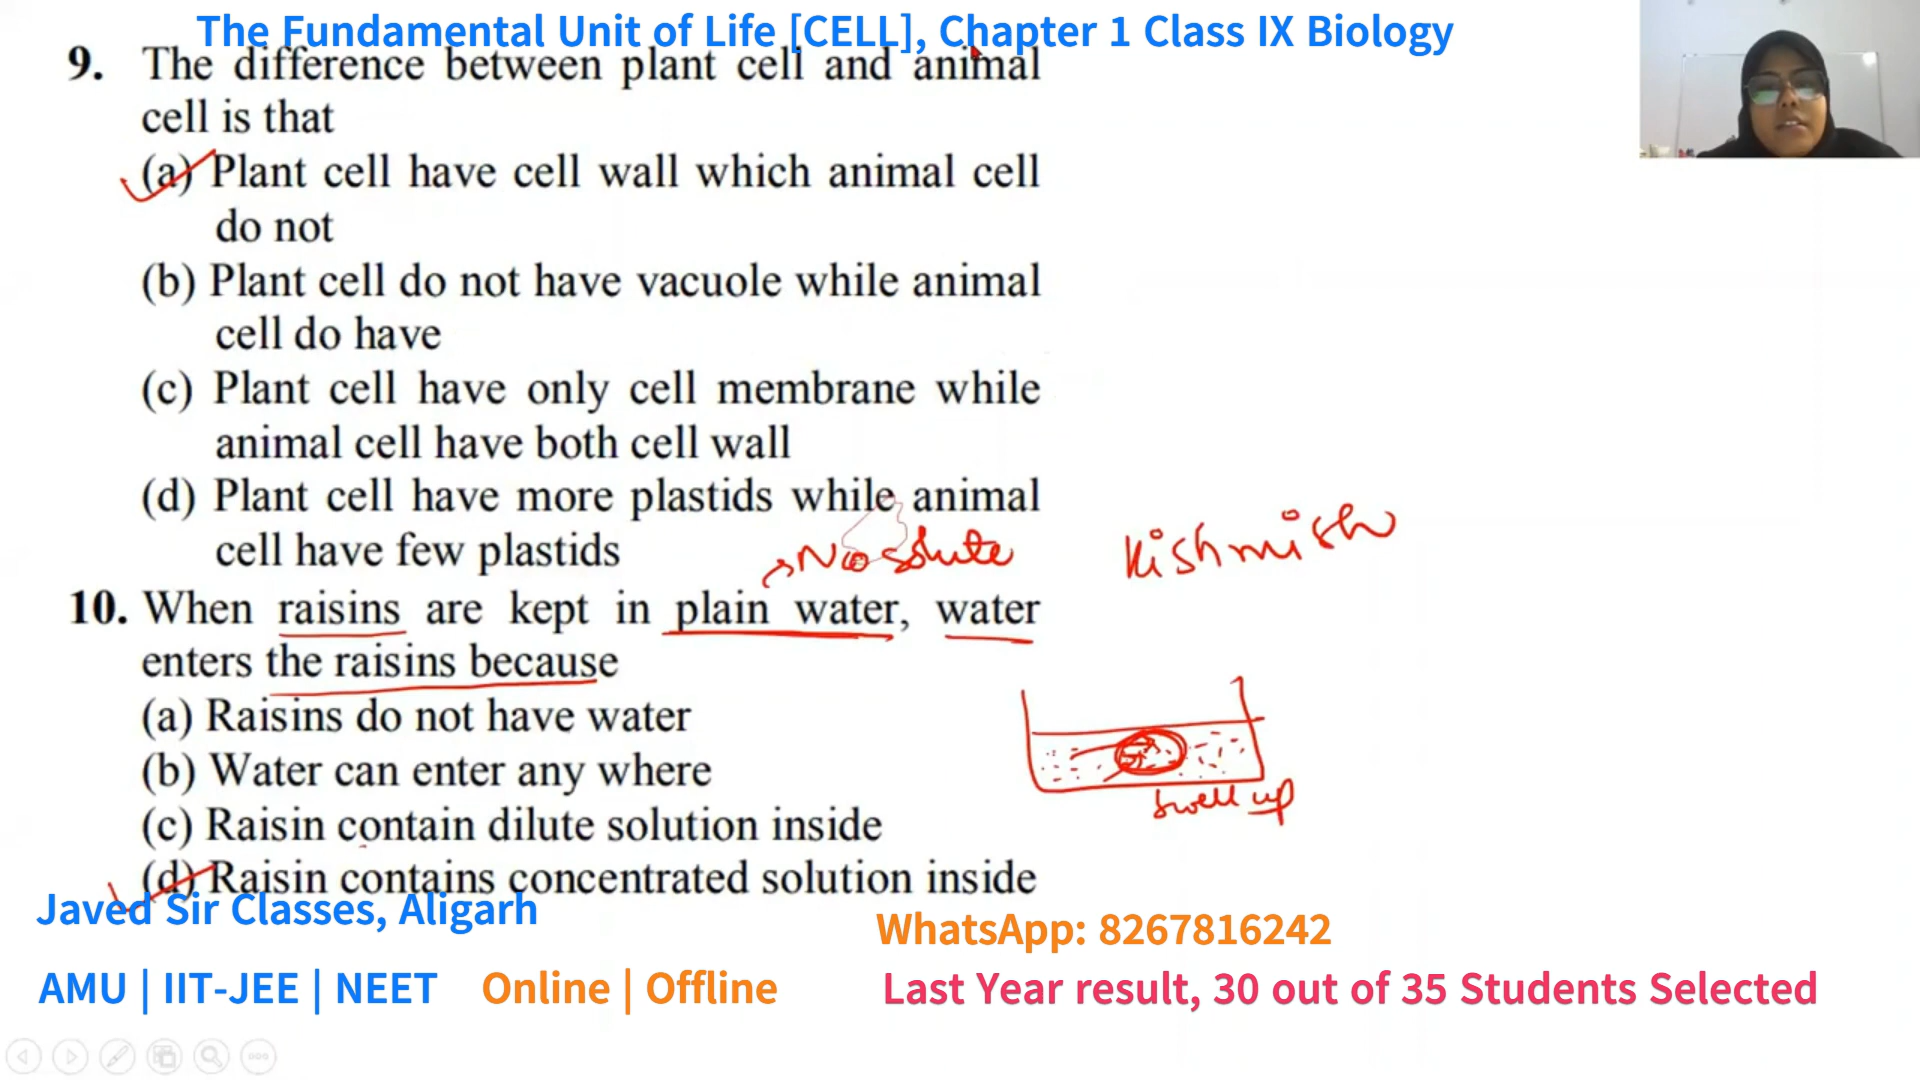 The Fundamental Unit of Life [CELL], Chapter 1 Class IX Biology
9. The difference between plant cell and animal
cell is that
(a) Plant cell have cell wall which animal cell
do not
(b) Plant cell do not have vacuole while animal
cell do have
(c) Plant cell have only cell membrane while
animal cell have both cell wall
(d) Plant cell have more plastids while animal
cell have few plastids
No solute
Kishmish
10. When raisins are kept in plain water, water
enters the raisins because
(a) Raisins do not have water
(b) Water can enter any where
(c) Raisin contain dilute solution inside
(d) Raisin contains concentrated solution inside
swell up
Javed Sir Classes, Aligarh
WhatsApp: 8267816242
AMU | IIT-JEE | NEET Online | Offline
Last Year result, 30 out of 35 Students Selected